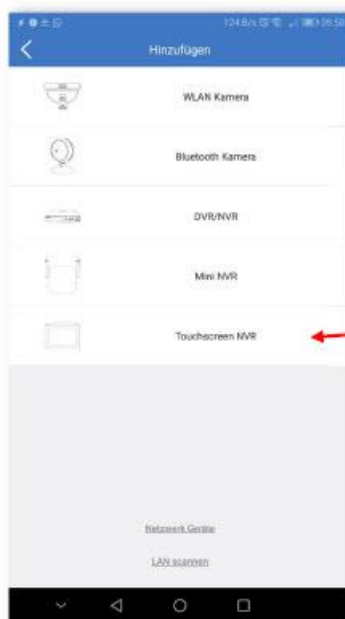 Hinzufügen
WLAN Kamera
Bluetooth Kamera
DVR/NVR
Mini NVR
Touchscreen NVR
Netzwerk Geräte
LAN scannen